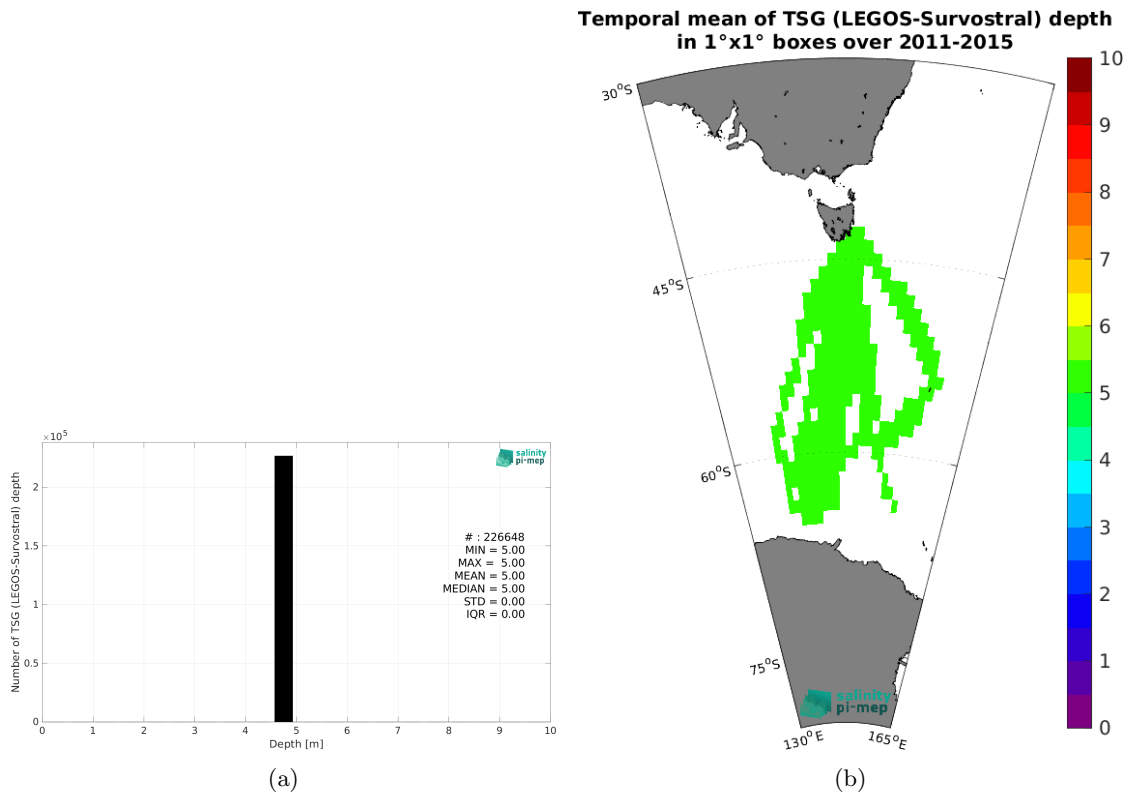 ×10⁵
2
1.5
1
0.5
0
Number of TSG (LEGOS-Survostral) depth
salinity
pi-mep
# : 226648
MIN = 5.00
MAX = 5.00
MEAN = 5.00
MEDIAN = 5.00
STD = 0.00
IQR = 0.00
0 1 2 3 4 5 6 7 8 9 10
Depth [m]
(a)
Temporal mean of TSG (LEGOS-Survostral) depth
in 1°x1° boxes over 2011-2015
30°S
45°S
60°S
75°S
130°E 165°E
salinity
pi-mep
10
9
8
7
6
5
4
3
2
1
0
(b)